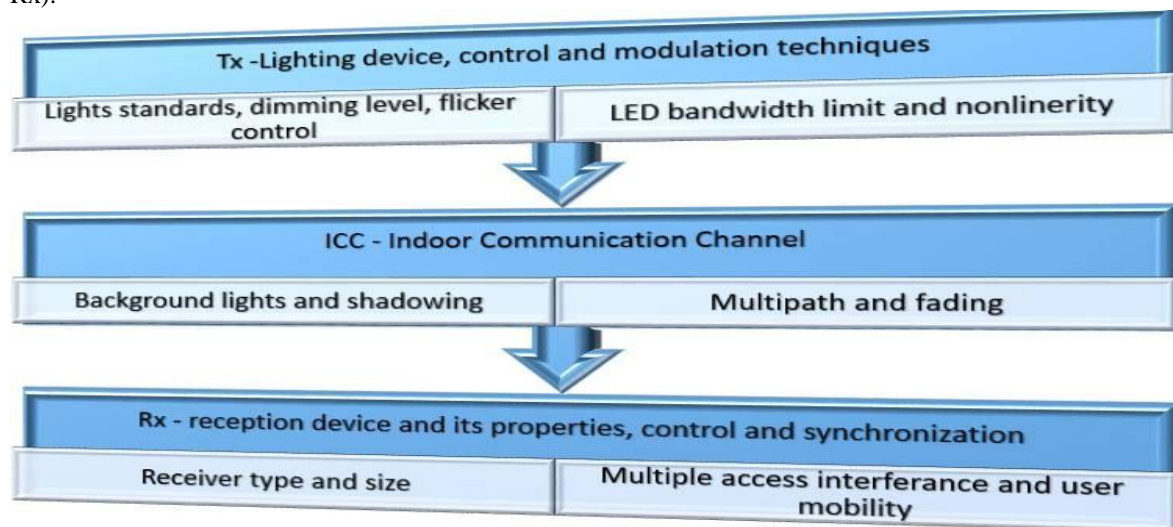 Rx).
Tx -Lighting device, control and modulation techniques
Lights standards, dimming level, flicker
control
LED bandwidth limit and nonlinerity
ICC - Indoor Communication Channel
Background lights and shadowing
Multipath and fading
Rx - reception device and its properties, control and synchronization
Receiver type and size
Multiple access interferance and user
mobility